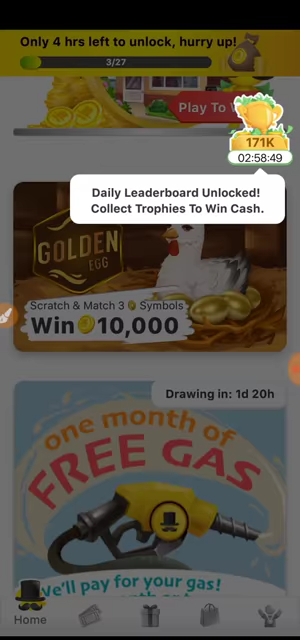 Only 4 hrs left to unlock, hurry up!
3/27
Play To
171K
02:58:49
Daily Leaderboard Unlocked!
Collect Trophies To Win Cash.
GOLDEN
EGG
Scratch & Match 3 Symbols
Win 10,000
Drawing in: 1d 20h
one month of
FREE GAS
We'll pay for your gas!
Home